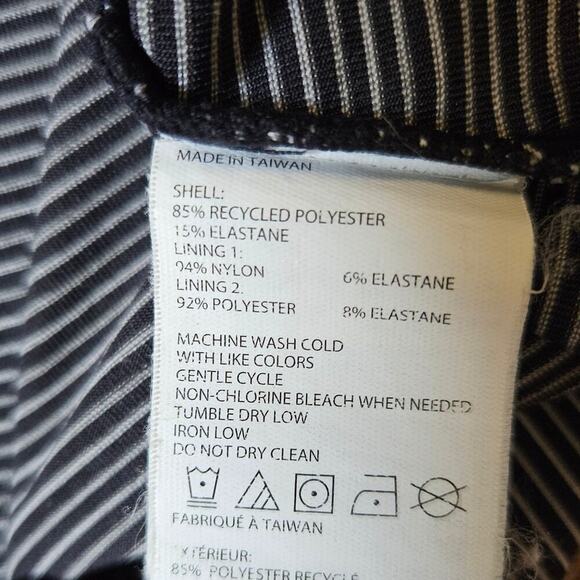 MADE IN TAIWAN
SHELL:
85% RECYCLED POLYESTER
15% ELASTANE
LINING 1:
94% NYLON 6% ELASTANE
LINING 2:
92% POLYESTER 8% ELASTANE
MACHINE WASH COLD
WITH LIKE COLORS
GENTLE CYCLE
NON-CHLORINE BLEACH WHEN NEEDED
TUMBLE DRY LOW
IRON LOW
DO NOT DRY CLEAN
FABRIQUÉ À TAIWAN
EXTÉRIEUR:
85% POLYESTER RECYCLÉ